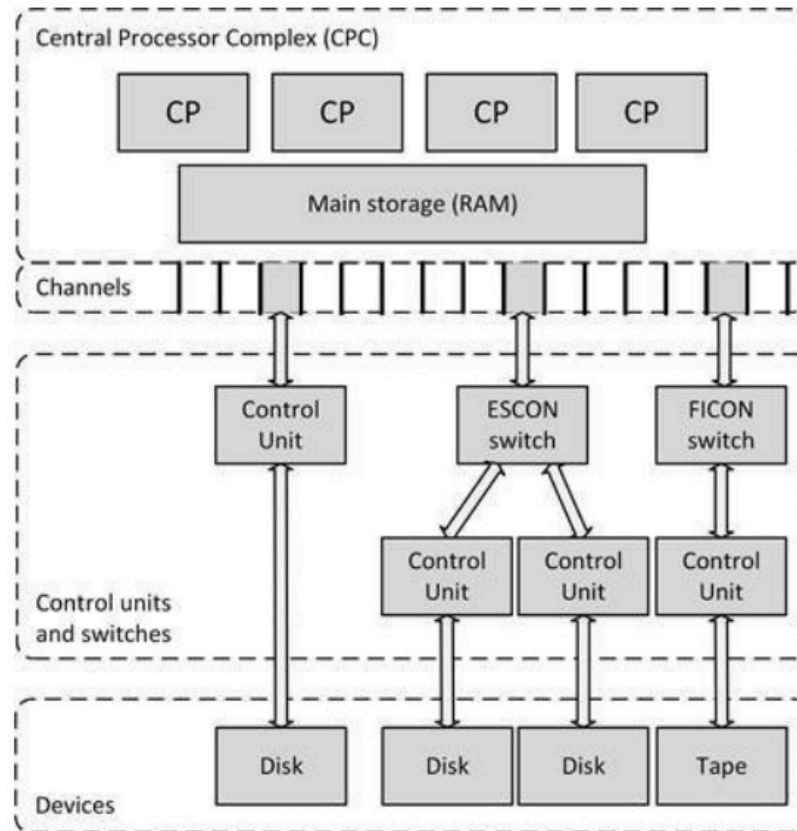 Central Processor Complex (CPC)
CP
CP
CP
CP
Main storage (RAM)
Channels
Control
Unit
ESCON
switch
FICON
switch
Control
Unit
Control
Unit
Control
Unit
Control units
and switches
Disk
Disk
Disk
Tape
Devices